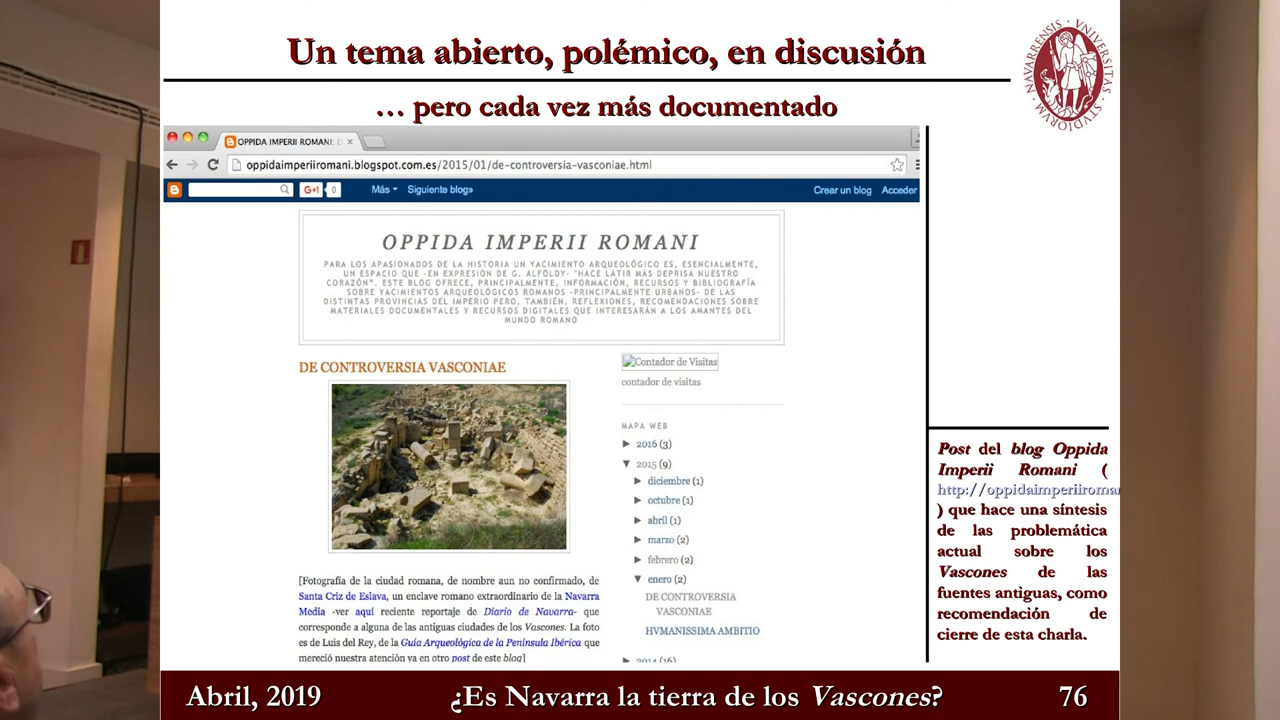 Un tema abierto, polémico, en discusión
… pero cada vez más documentado
NAVARRENSIS VNIVERSITAS STVDIORVM
OPPIDA IMPERII ROMANI: D
oppidaimperiiromani.blogspot.com.es/2015/01/de-controversia-vasconiae.html
G+1 0 Más Siguiente blog» Crear un blog Acceder
OPPIDA IMPERII ROMANI
PARA LOS APASIONADOS DE LA HISTORIA UN YACIMIENTO ARQUEOLÓGICO ES, ESENCIALMENTE,
UN ESPACIO QUE -EN EXPRESIÓN DE G. ALFÖLDY- "HACE LATIR MÁS DEPRISA NUESTRO
CORAZÓN". ESTE BLOG OFRECE, PRINCIPALMENTE, INFORMACIÓN, RECURSOS Y BIBLIOGRAFÍA
SOBRE YACIMIENTOS ARQUEOLÓGICOS ROMANOS -PRINCIPALMENTE URBANOS- DE LAS
DISTINTAS PROVINCIAS DEL IMPERIO PERO, TAMBIÉN, REFLEXIONES, RECOMENDACIONES SOBRE
MATERIALES DOCUMENTALES Y RECURSOS DIGITALES QUE INTERESARÁN A LOS AMANTES DEL
MUNDO ROMANO
DE CONTROVERSIA VASCONIAE
[Fotografía de la ciudad romana, de nombre aun no confirmado, de
Santa Criz de Eslava, un enclave romano extraordinario de la Navarra
Media -ver aquí reciente reportaje de Diario de Navarra- que
corresponde a alguna de las antiguas ciudades de los Vascones. La foto
es de Luis del Rey, de la Guía Arqueológica de la Península Ibérica que
mereció nuestra atención ya en otro post de este blog]
Contador de Visitas
contador de visitas
MAPA WEB
► 2016 (3)
▼ 2015 (9)
► diciembre (1)
► octubre (1)
► abril (1)
► marzo (2)
► febrero (2)
▼ enero (2)
DE CONTROVERSIA
VASCONIAE
HVMANISSIMA AMBITIO
► 2014 (16)
Post del blog Oppida
Imperii Romani (
http://oppidaimperiiroman
) que hace una síntesis
de las problemática
actual sobre los
Vascones de las
fuentes antiguas, como
recomendación de
cierre de esta charla.
Abril, 2019 ¿Es Navarra la tierra de los Vascones? 76